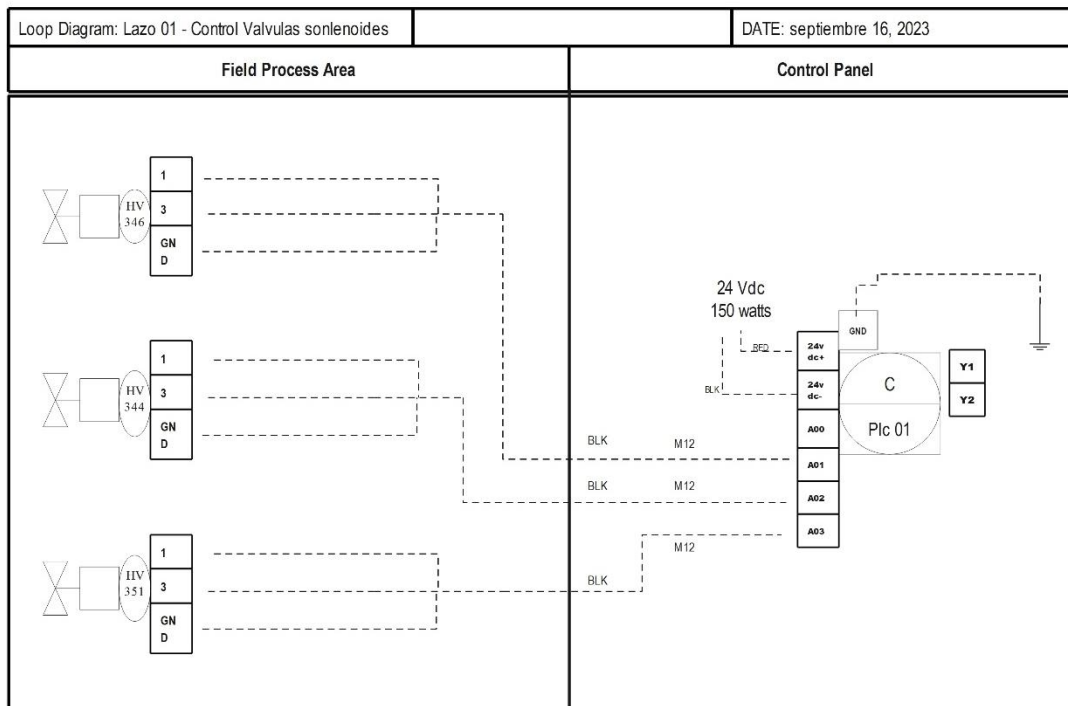 Loop Diagram: Lazo 01 - Control Valvulas sonlenoides
DATE: septiembre 16, 2023
Field Process Area
Control Panel
1
HV
346
3
GN
D
1
HV
344
3
GN
D
1
HV
351
3
GN
D
24 Vdc
150 watts
RED
BLK
GND
24v
dc+
24v
dc-
A00
A01
A02
A03
C
Plc 01
Y1
Y2
BLK
M12
BLK
M12
M12
BLK